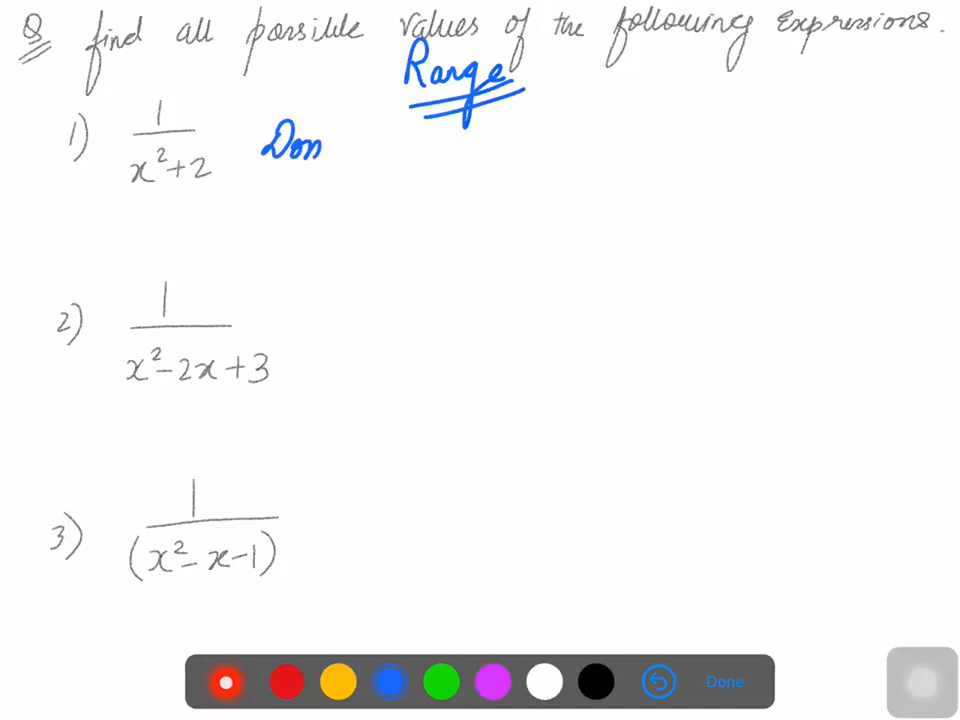 Q find all possible values of the following Expressions.
Range
1) 1/(x²+2) Dom
2) 1/(x²-2x+3)
3) 1/(x²-x-1)
Done